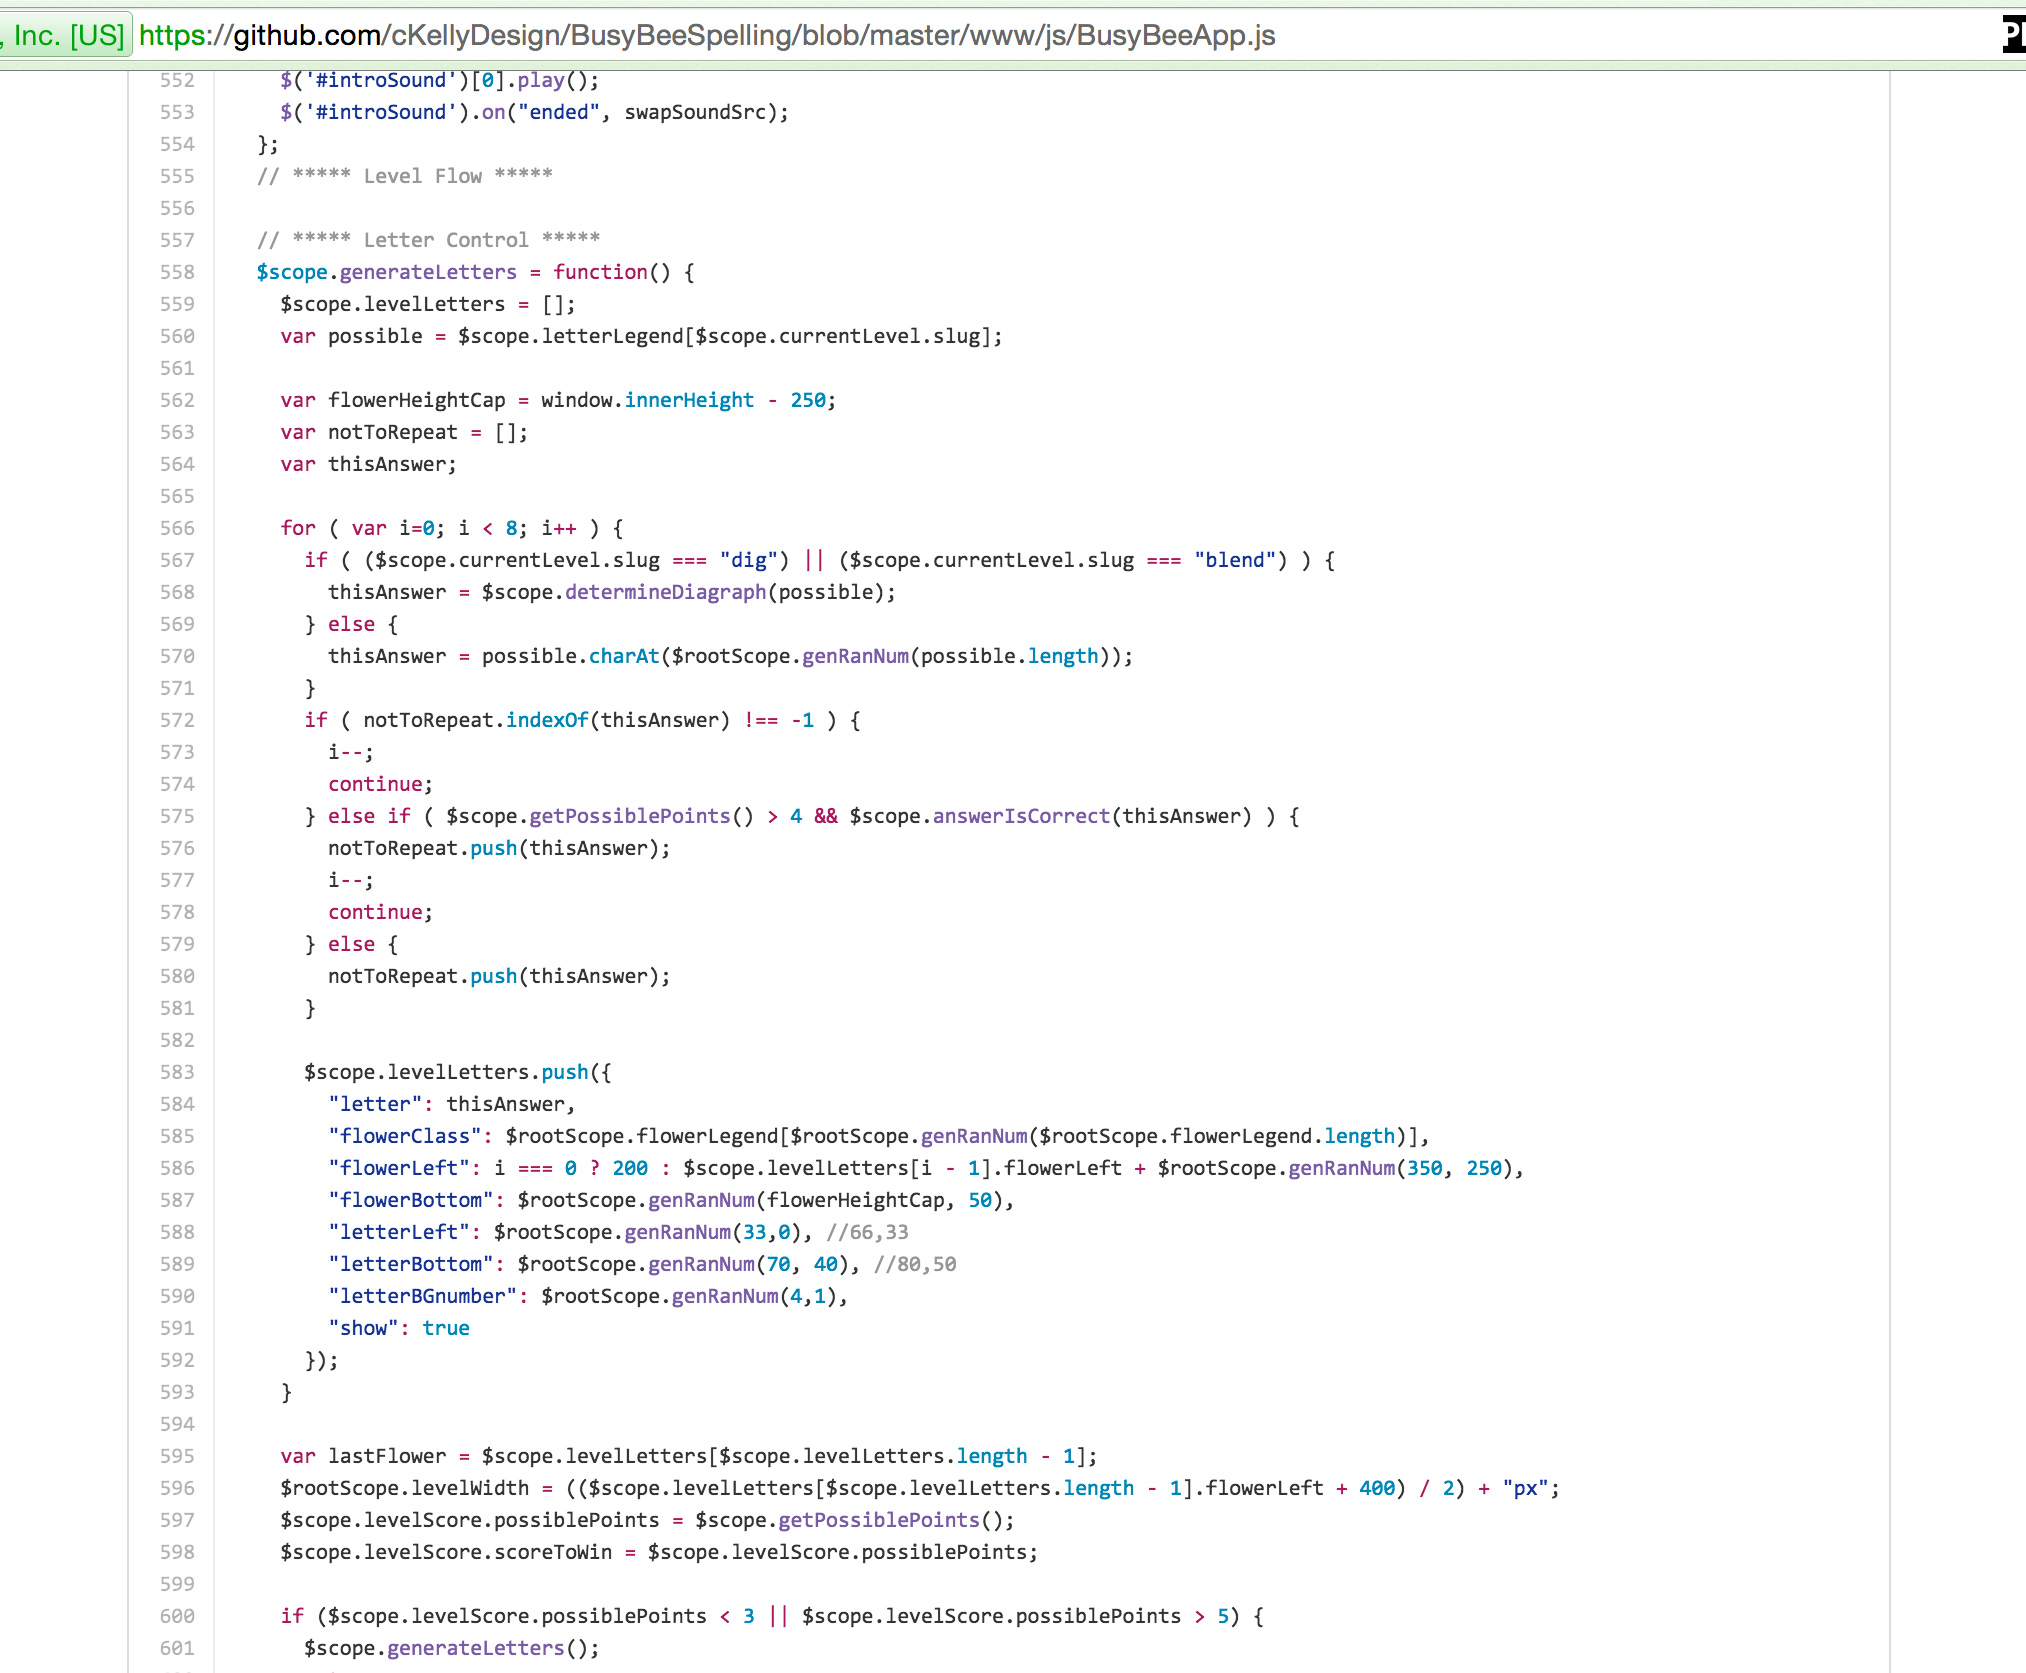 , Inc. [US] https://github.com/cKellyDesign/BusyBeeSpelling/blob/master/www/js/BusyBeeApp.js
552 $('#introSound')[0].play();
553 $('#introSound').on("ended", swapSoundSrc);
554 };
555 // ***** Level Flow *****
556
557 // ***** Letter Control *****
558 $scope.generateLetters = function() {
559 $scope.levelLetters = [];
560 var possible = $scope.letterLegend[$scope.currentLevel.slug];
561
562 var flowerHeightCap = window.innerHeight - 250;
563 var notToRepeat = [];
564 var thisAnswer;
565
566 for ( var i=0; i < 8; i++ ) {
567 if ( ($scope.currentLevel.slug === "dig") || ($scope.currentLevel.slug === "blend") ) {
568 thisAnswer = $scope.determineDiagraph(possible);
569 } else {
570 thisAnswer = possible.charAt($rootScope.genRanNum(possible.length));
571 }
572 if ( notToRepeat.indexOf(thisAnswer) !== -1 ) {
573 i--;
574 continue;
575 } else if ( $scope.getPossiblePoints() > 4 && $scope.answerIsCorrect(thisAnswer) ) {
576 notToRepeat.push(thisAnswer);
577 i--;
578 continue;
579 } else {
580 notToRepeat.push(thisAnswer);
581 }
582
583 $scope.levelLetters.push({
584 "letter": thisAnswer,
585 "flowerClass": $rootScope.flowerLegend[$rootScope.genRanNum($rootScope.flowerLegend.length)],
586 "flowerLeft": i === 0 ? 200 : $scope.levelLetters[i - 1].flowerLeft + $rootScope.genRanNum(350, 250),
587 "flowerBottom": $rootScope.genRanNum(flowerHeightCap, 50),
588 "letterLeft": $rootScope.genRanNum(33,0), //66,33
589 "letterBottom": $rootScope.genRanNum(70, 40), //80,50
590 "letterBGnumber": $rootScope.genRanNum(4,1),
591 "show": true
592 });
593 }
594
595 var lastFlower = $scope.levelLetters[$scope.levelLetters.length - 1];
596 $rootScope.levelWidth = (($scope.levelLetters[$scope.levelLetters.length - 1].flowerLeft + 400) / 2) + "px";
597 $scope.levelScore.possiblePoints = $scope.getPossiblePoints();
598 $scope.levelScore.scoreToWin = $scope.levelScore.possiblePoints;
599
600 if ($scope.levelScore.possiblePoints < 3 || $scope.levelScore.possiblePoints > 5) {
601 $scope.generateLetters();